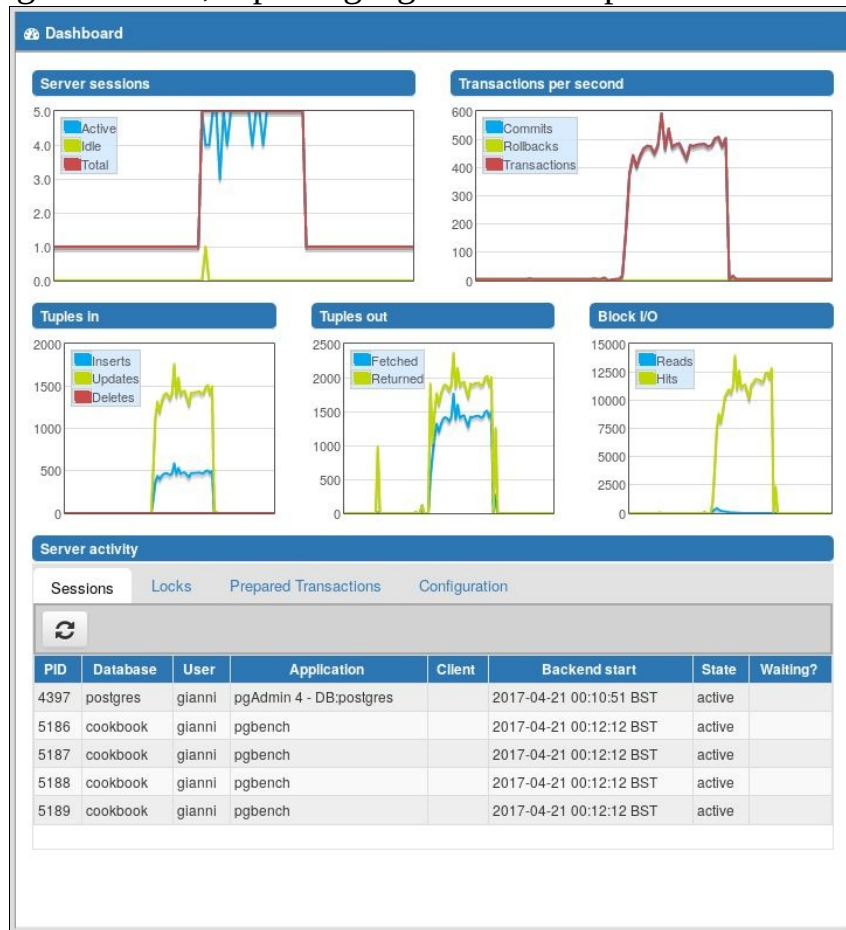 Dashboard
Server sessions
Transactions per second
5.0
4.0
3.0
2.0
1.0
0.0
Active
Idle
Total
600
500
400
300
200
100
0
Commits
Rollbacks
Transactions
Tuples in
Tuples out
Block I/O
2000
1500
1000
500
0
Inserts
Updates
Deletes
2500
2000
1500
1000
500
0
Fetched
Returned
15000
12500
10000
7500
5000
2500
0
Reads
Hits
Server activity
Sessions Locks Prepared Transactions Configuration
PID Database User Application Client Backend start State Waiting?
4397 postgres gianni pgAdmin 4 - DB:postgres 2017-04-21 00:10:51 BST active
5186 cookbook gianni pgbench 2017-04-21 00:12:12 BST active
5187 cookbook gianni pgbench 2017-04-21 00:12:12 BST active
5188 cookbook gianni pgbench 2017-04-21 00:12:12 BST active
5189 cookbook gianni pgbench 2017-04-21 00:12:12 BST active